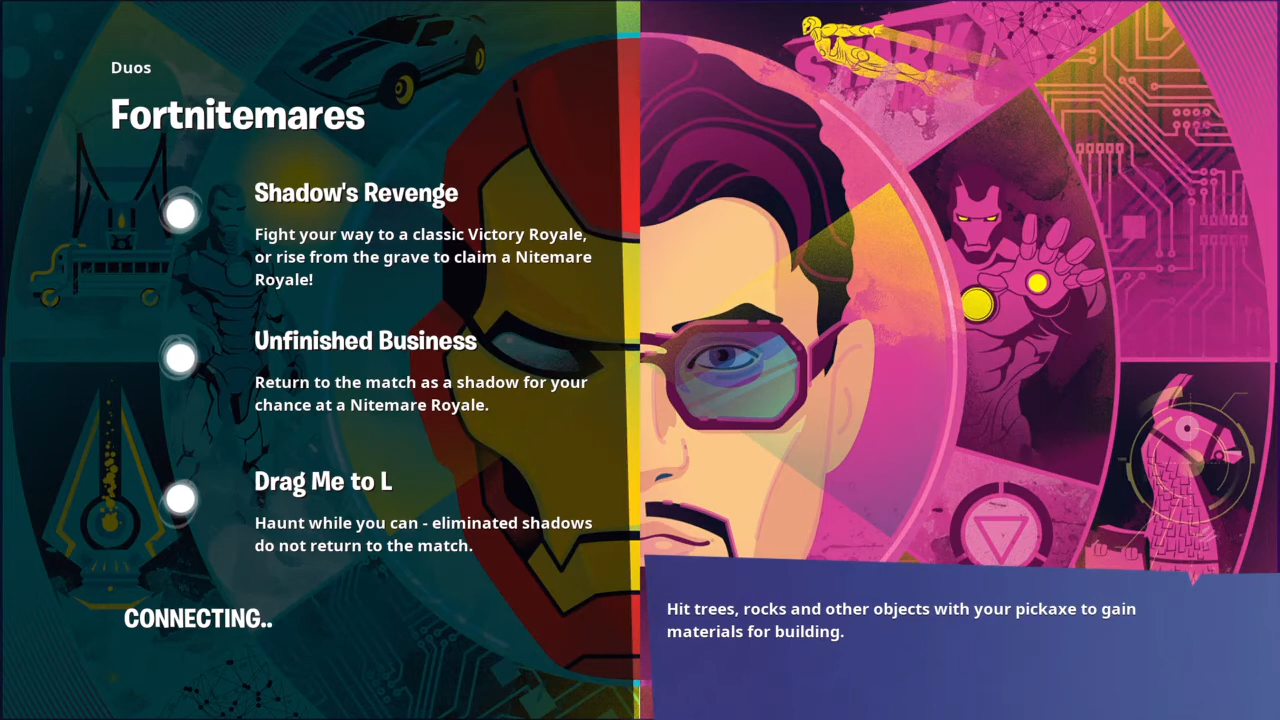 Duos
Fortnitemares
Shadow's Revenge
Fight your way to a classic Victory Royale,
or rise from the grave to claim a Nitemare
Royale!
Unfinished Business
Return to the match as a shadow for your
chance at a Nitemare Royale.
Drag Me to L
Haunt while you can - eliminated shadows
do not return to the match.
CONNECTING..
STARK
Hit trees, rocks and other objects with your pickaxe to gain
materials for building.